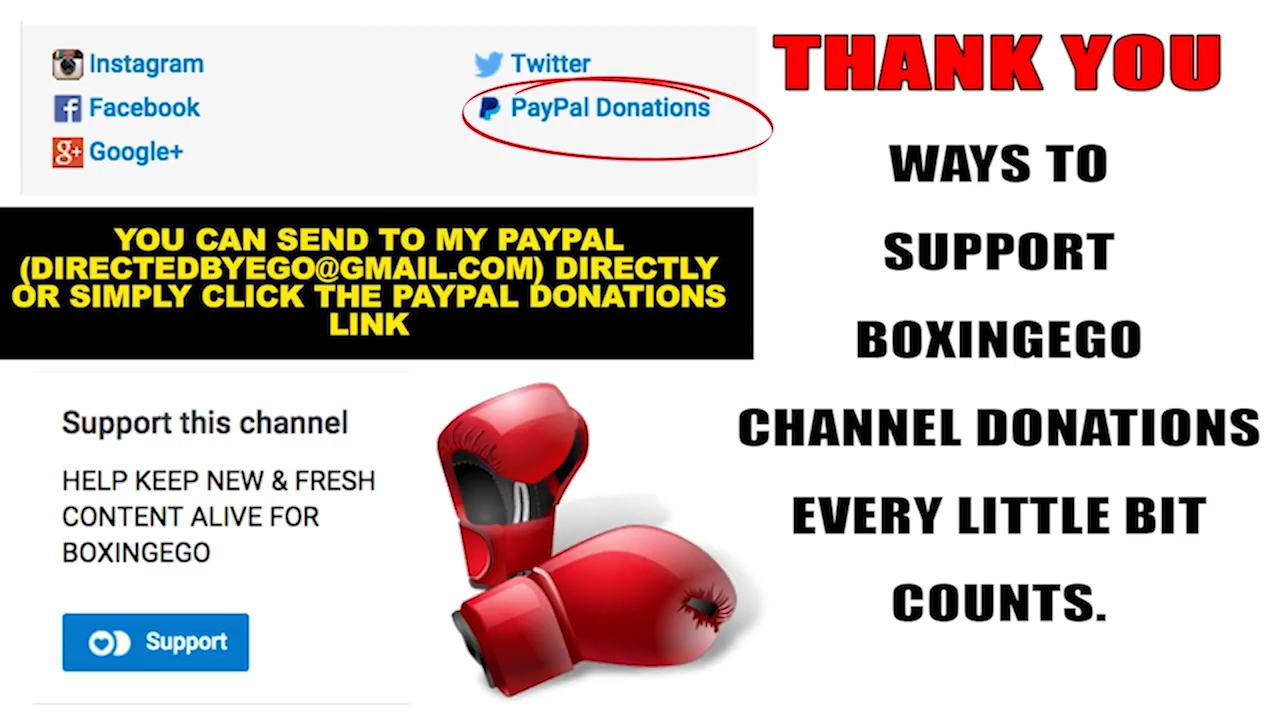 Instagram
Twitter
Facebook
PayPal Donations
Google+
YOU CAN SEND TO MY PAYPAL
(DIRECTEDBYEGO@GMAIL.COM) DIRECTLY
OR SIMPLY CLICK THE PAYPAL DONATIONS
LINK
Support this channel
HELP KEEP NEW & FRESH
CONTENT ALIVE FOR
BOXINGEGO
Support
THANK YOU
WAYS TO
SUPPORT
BOXINGEGO
CHANNEL DONATIONS
EVERY LITTLE BIT
COUNTS.